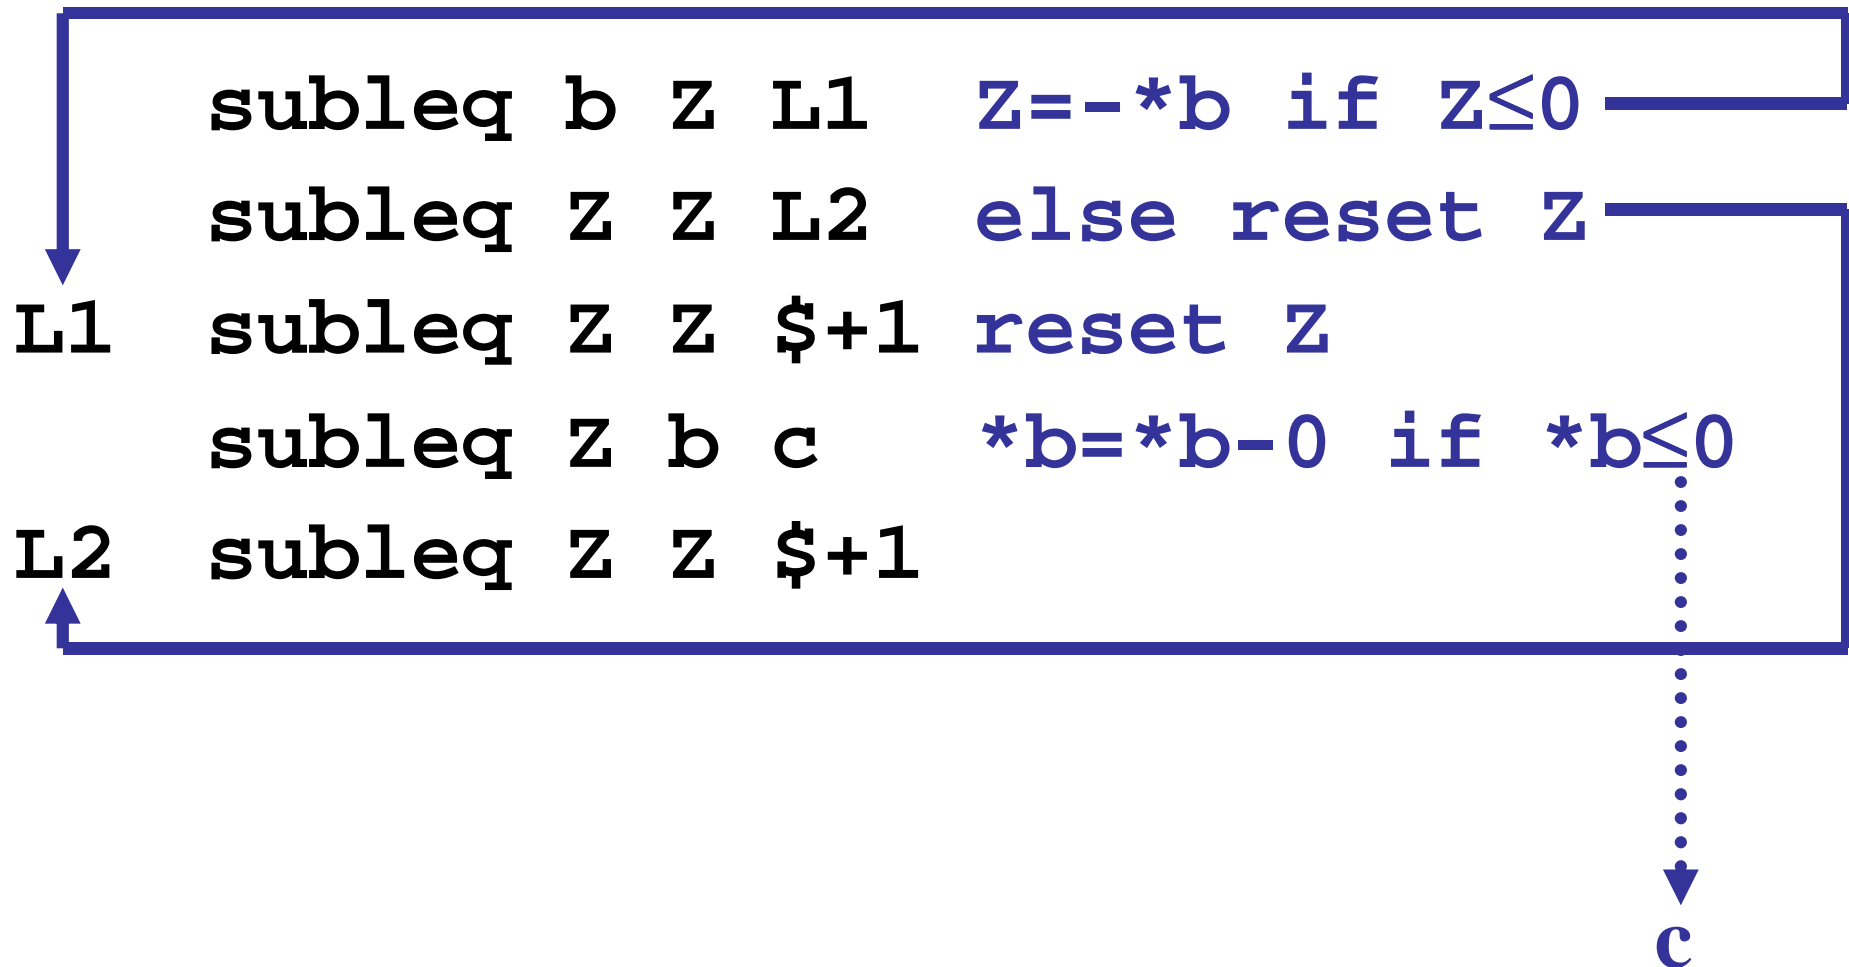 subleq b Z L1 Z=-*b if Z≤0
subleq Z Z L2 else reset Z
L1 subleq Z Z $+1 reset Z
subleq Z b c *b=*b-0 if *b≤0
L2 subleq Z Z $+1
c